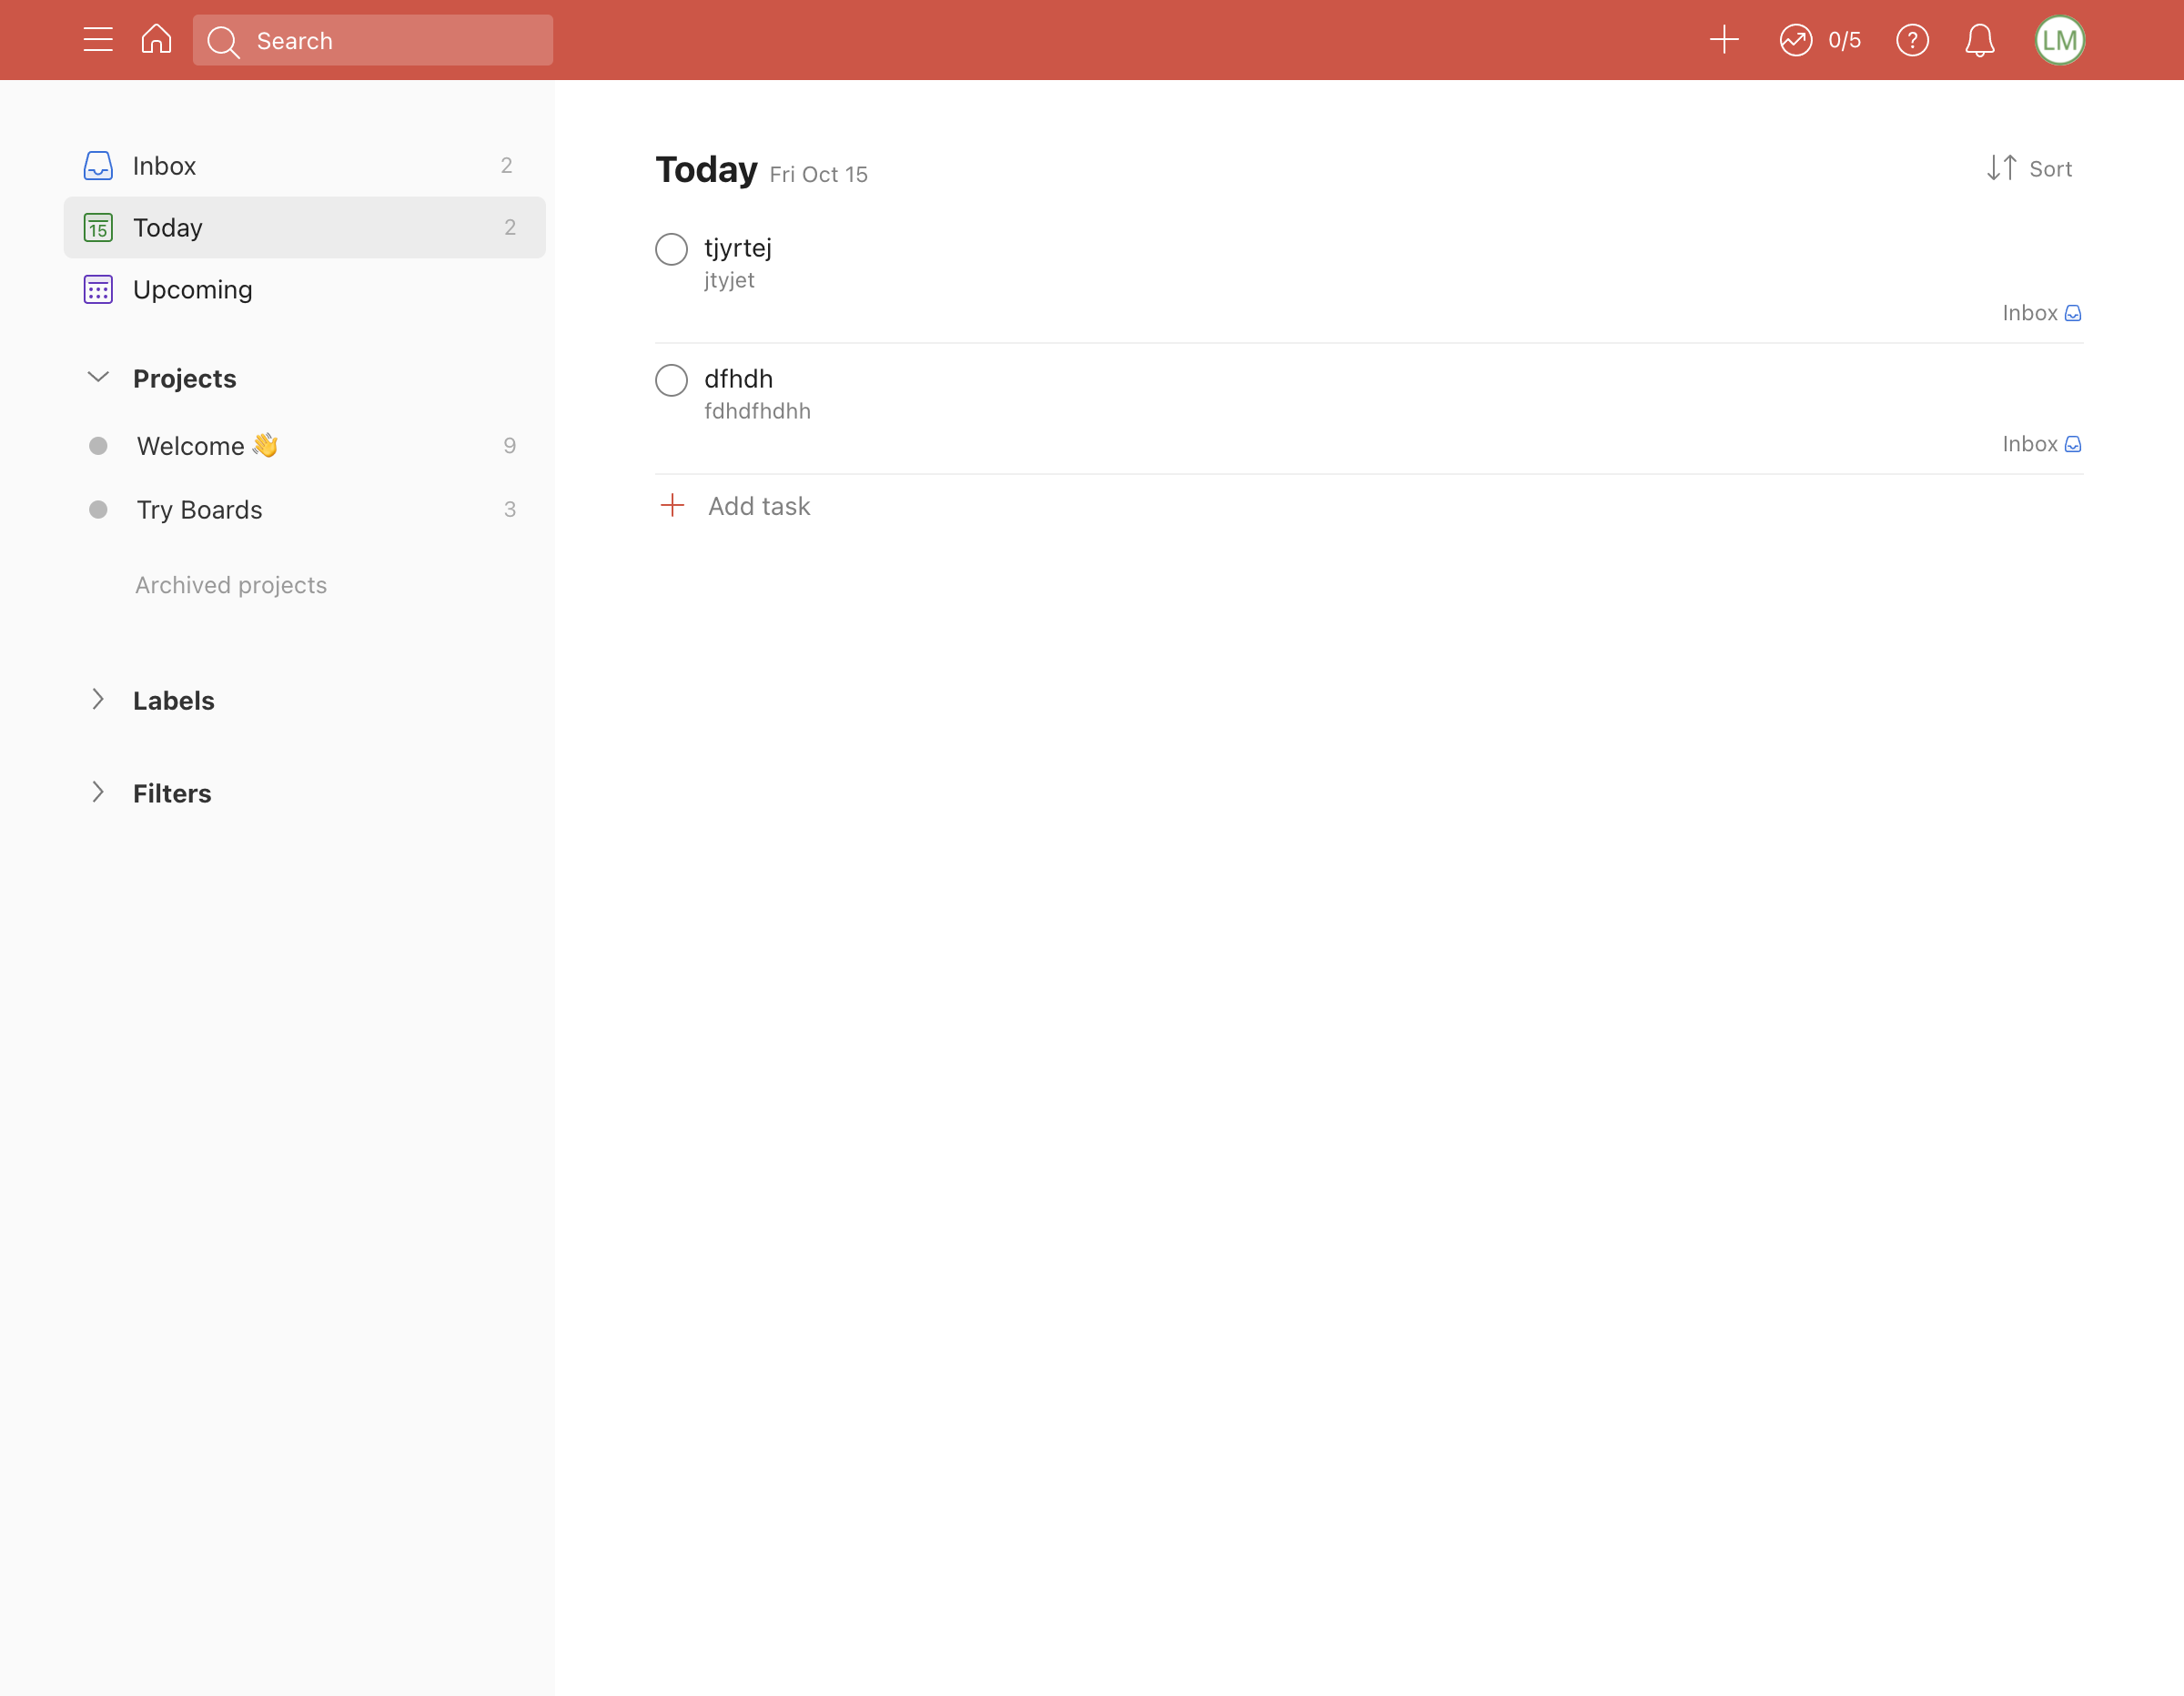 Search
0/5
?
LM
Inbox 2
15 Today 2
Upcoming
Projects
Welcome 👋 9
Try Boards 3
Archived projects
Labels
Filters
Today Fri Oct 15
Sort
tjyrtej
jtyjet
Inbox
dfhdh
fdhdfhdhh
Inbox
Add task